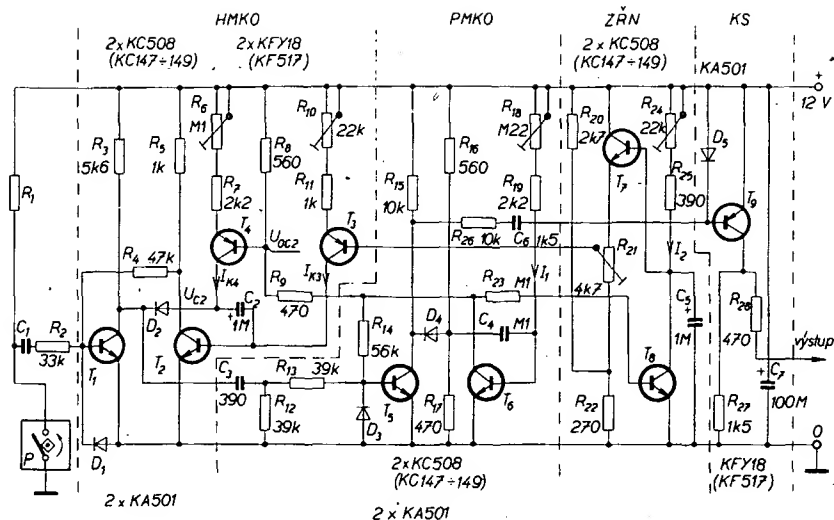 HMKO
PMKO
ZŘN
KS
2 x KC508
(KC147÷149)
2 x KFY18
(KF517)
2 x KC508
(KC147÷149)
KA501
+
12 V
R6
M1
R10
22k
R18
M22
R20
2k7
R24
22k
R3
5k6
R5
1k
R8
560
R16
560
T7
D5
R1
R7
2k2
R11
1k
R15
10k
R19
2k2
R25
390
T9
T4
T3
R26
10k
C6
1k5
R21
4k7
I2
R4
47k
UOC2
IK4
IK3
R9
470
R23
M1
I1
C5
1M
R28
470
UC2
D2
C2
+
1M
R14
56k
D4
C4
M1
T8
výstup
C1
R2
33k
T1
T2
C3
390
R13
39k
T5
T6
C7
+
100M
R12
39k
D3
R17
470
R22
270
R27
1k5
P
D1
0
2 x KC508
(KC147÷149)
KFY18
(KF517)
2 x KA501
2 x KA501